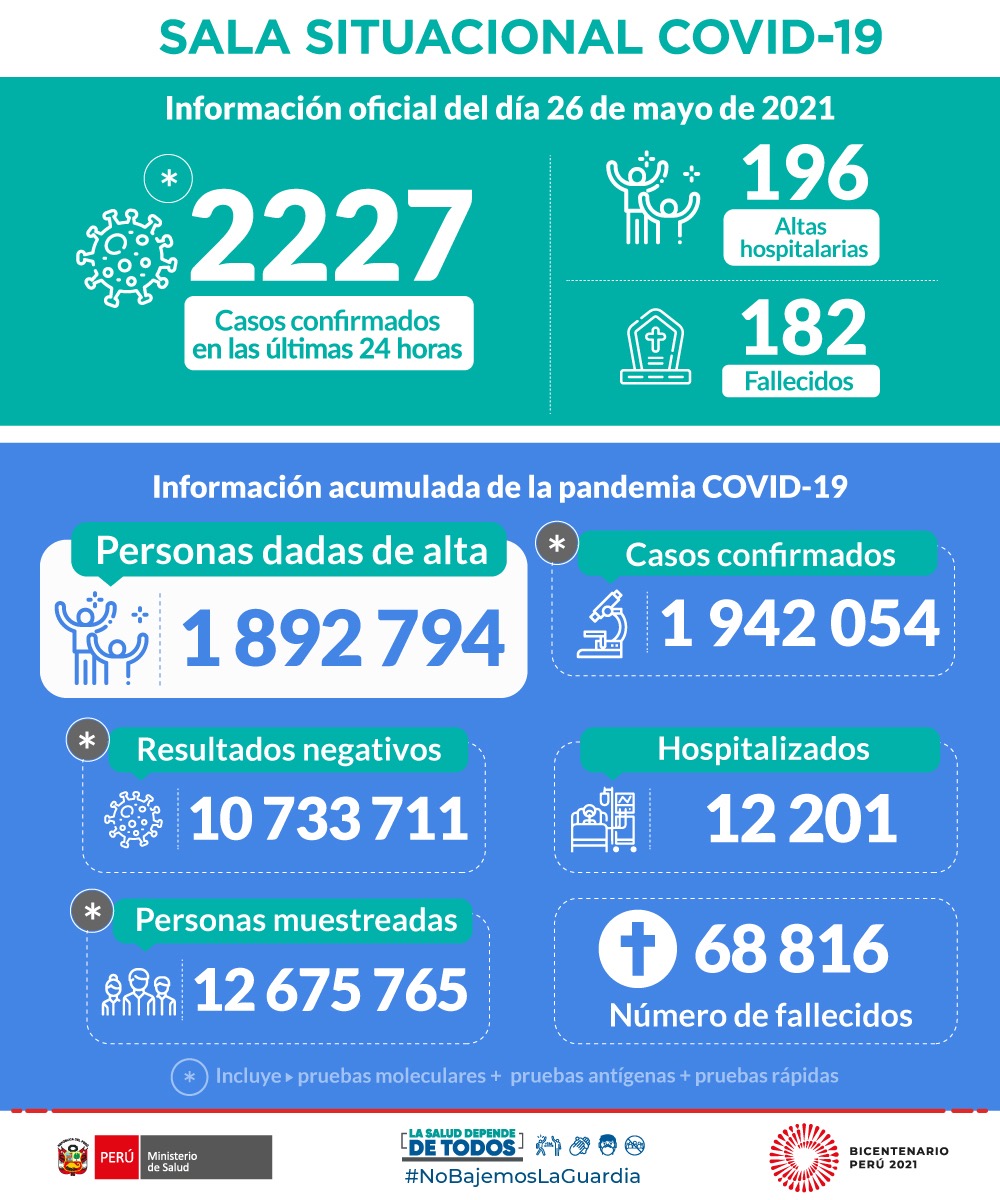 SALA SITUACIONAL COVID-19
Información oficial del día 26 de mayo de 2021
*
2227
Casos confirmados
en las últimas 24 horas
196
Altas
hospitalarias
182
Fallecidos
Información acumulada de la pandemia COVID-19
Personas dadas de alta
1 892 794
*
Casos confirmados
1 942 054
*
Resultados negativos
10 733 711
Hospitalizados
12 201
*
Personas muestreadas
12 675 765
68 816
Número de fallecidos
* Incluye ▸ pruebas moleculares + pruebas antígenas + pruebas rápidas
PERÚ
Ministerio
de Salud
LA SALUD DEPENDE
DE TODOS
#NoBajemosLaGuardia
BICENTENARIO
PERÚ 2021